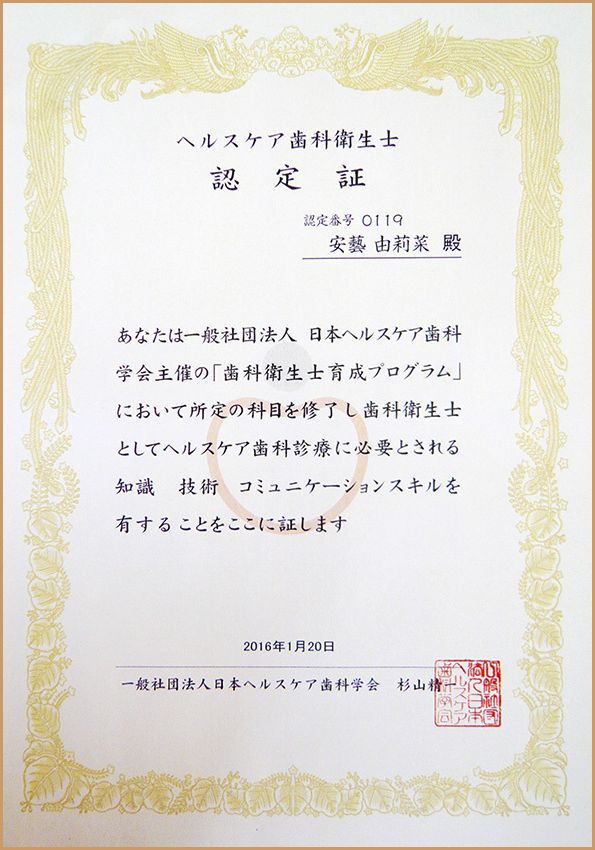 ヘルスケア歯科衛生士
認定証
認定番号 0119
安藝 由莉菜 殿
あなたは一般社団法人 日本ヘルスケア歯科
学会主催の「歯科衛生士育成プログラム」
において所定の科目を修了し歯科衛生士
としてヘルスケア歯科診療に必要とされる
知識 技術 コミュニケーションスキルを
有することをここに証します
2016年1月20日
一般社団法人日本ヘルスケア歯科学会 杉山精一